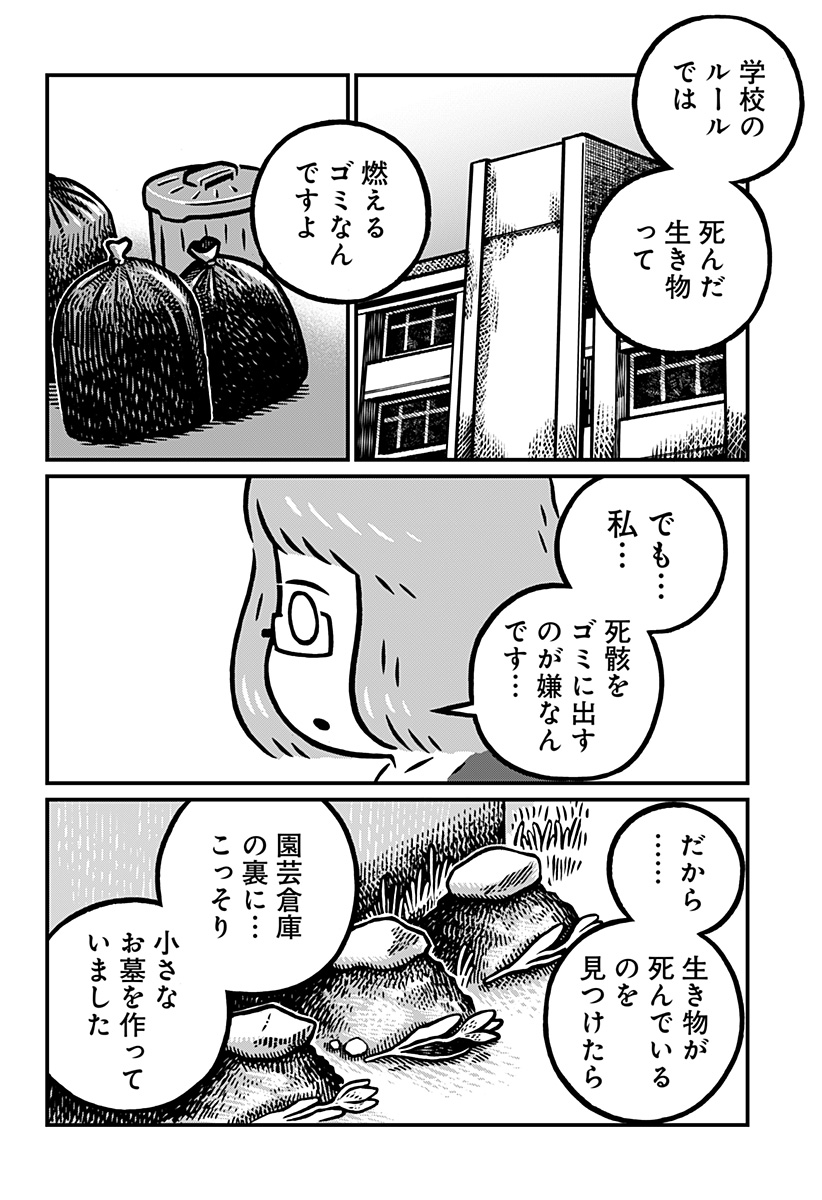 学校の
ルール
では
死んだ
生き物
って
燃える
ゴミなん
ですよ
でも…
私…
死骸を
ゴミに出す
のが嫌なん
です…
だから
……
生き物が
死んでいる
のを
見つけたら
園芸倉庫
の裏に…
こっそり
小さな
お墓を作って
いました